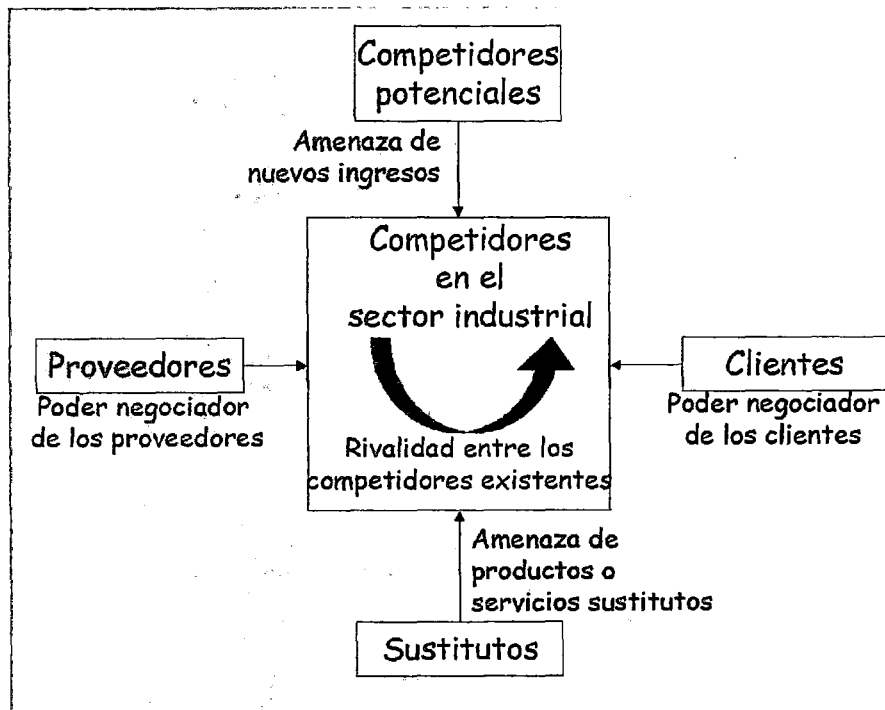 Competidores
potenciales
Amenaza de
nuevos ingresos
Competidores
en el
sector industrial
Rivalidad entre los
competidores existentes
Proveedores
Poder negociador
de los proveedores
Clientes
Poder negociador
de los clientes
Amenaza de
productos o
servicios sustitutos
Sustitutos